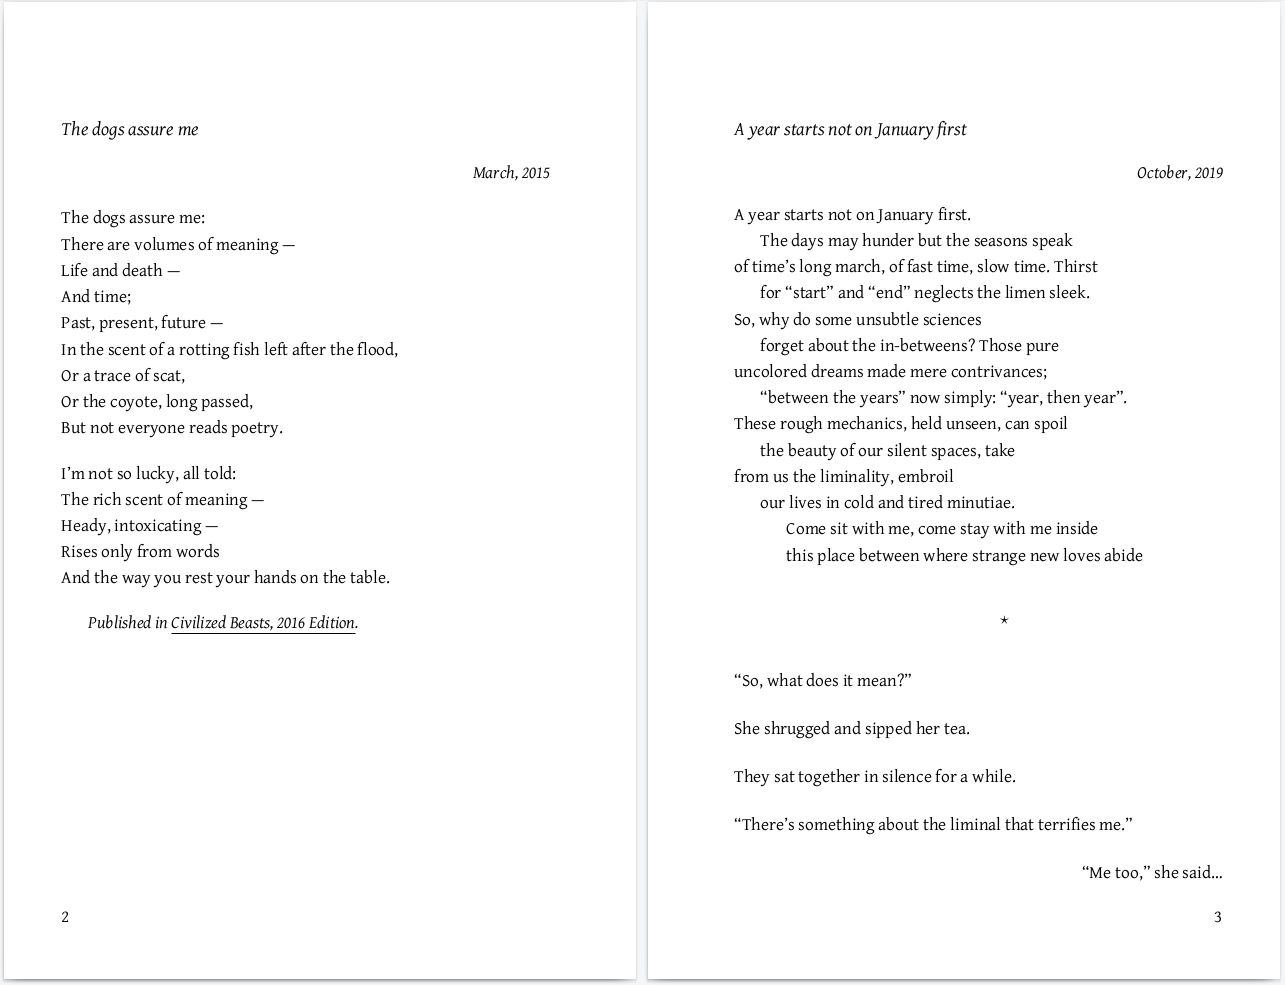 The dogs assure me
March, 2015
The dogs assure me:
There are volumes of meaning —
Life and death —
And time;
Past, present, future —
In the scent of a rotting fish left after the flood,
Or a trace of scat,
Or the coyote, long passed,
But not everyone reads poetry.
I’m not so lucky, all told:
The rich scent of meaning —
Heady, intoxicating —
Rises only from words
And the way you rest your hands on the table.
Published in Civilized Beasts, 2016 Edition.
2
A year starts not on January first
October, 2019
A year starts not on January first.
The days may hunder but the seasons speak
of time’s long march, of fast time, slow time. Thirst
for “start” and “end” neglects the limen sleek.
So, why do some unsubtle sciences
forget about the in-betweens? Those pure
uncolored dreams made mere contrivances;
“between the years” now simply: “year, then year”.
These rough mechanics, held unseen, can spoil
the beauty of our silent spaces, take
from us the liminality, embroil
our lives in cold and tired minutiae.
Come sit with me, come stay with me inside
this place between where strange new loves abide
⋆
“So, what does it mean?”
She shrugged and sipped her tea.
They sat together in silence for a while.
“There’s something about the liminal that terrifies me.”
“Me too,” she said…
3